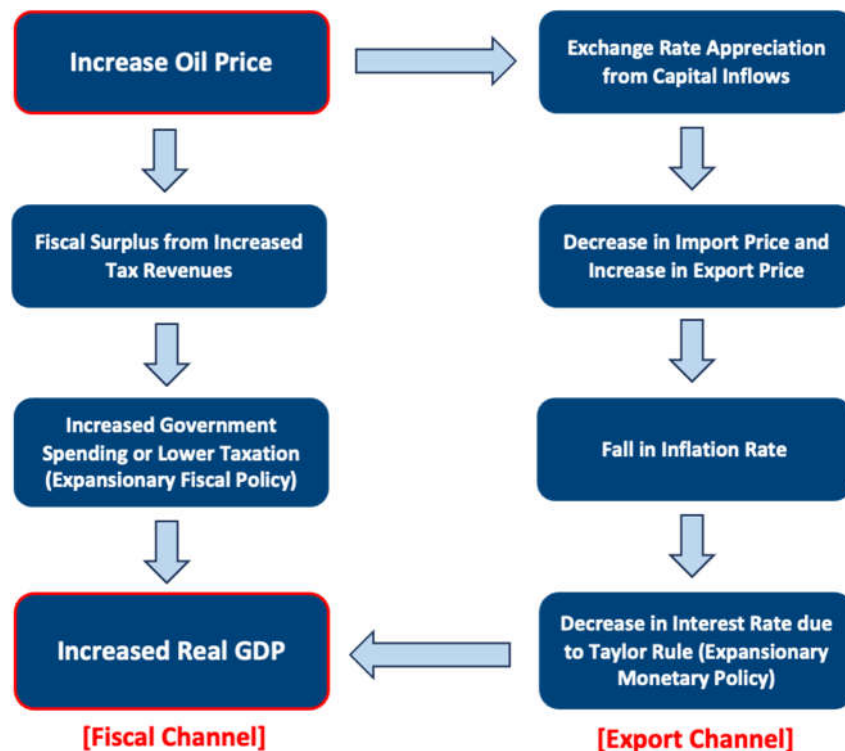 Increase Oil Price
Exchange Rate Appreciation
from Capital Inflows
Fiscal Surplus from Increased
Tax Revenues
Decrease in Import Price and
Increase in Export Price
Increased Government
Spending or Lower Taxation
(Expansionary Fiscal Policy)
Fall in Inflation Rate
Increased Real GDP
Decrease in Interest Rate due
to Taylor Rule (Expansionary
Monetary Policy)
[Fiscal Channel]
[Export Channel]